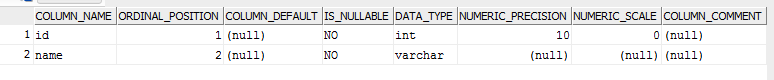 COLUMN_NAME ORDINAL_POSITION COLUMN_DEFAULT IS_NULLABLE DATA_TYPE NUMERIC_PRECISION NUMERIC_SCALE COLUMN_COMMENT
1 id 1 (null) NO int 10 0 (null)
2 name 2 (null) NO varchar (null) (null) (null)